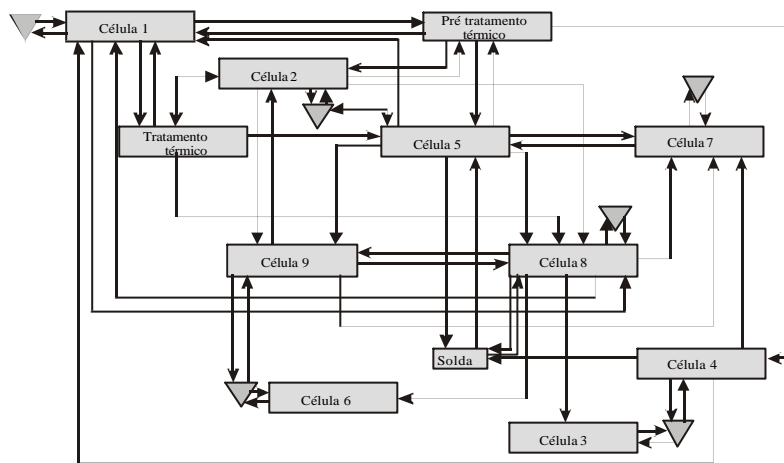 Célula 1
Pré tratamento
térmico
Célula 2
Tratamento
térmico
Célula 5
Célula 7
Célula 9
Célula 8
Solda
Célula 4
Célula 6
Célula 3